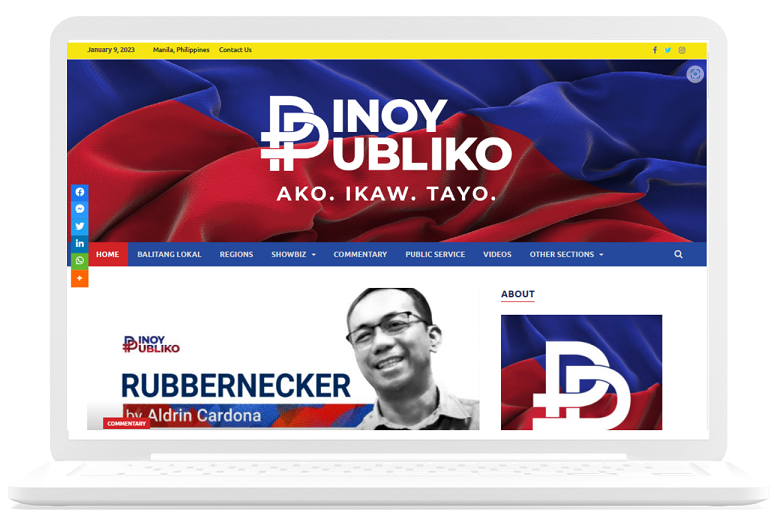 January 9, 2023 Manila, Philippines Contact Us
PINOY
PUBLIKO
AKO. IKAW. TAYO.
HOME BALITANG LOKAL REGIONS SHOWBIZ COMMENTARY PUBLIC SERVICE VIDEOS OTHER SECTIONS
PINOY
PUBLIKO
RUBBERNECKER
by Aldrin Cardona
COMMENTARY
ABOUT